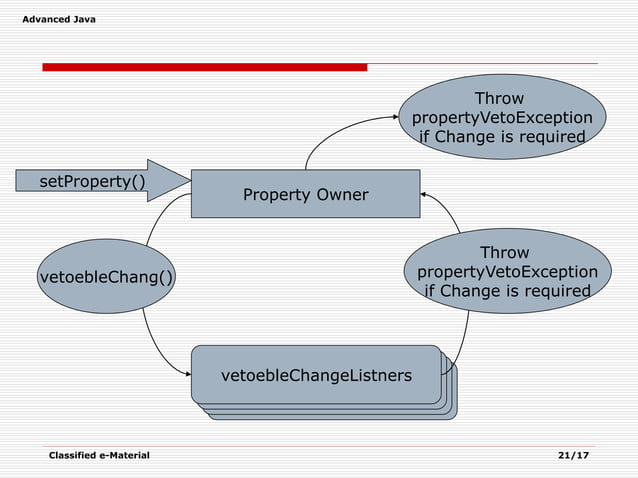 Advanced Java
Throw
propertyVetoException
if Change is required
setProperty()
Property Owner
vetoebleChang()
Throw
propertyVetoException
if Change is required
vetoebleChangeListners
Classified e-Material
21/17